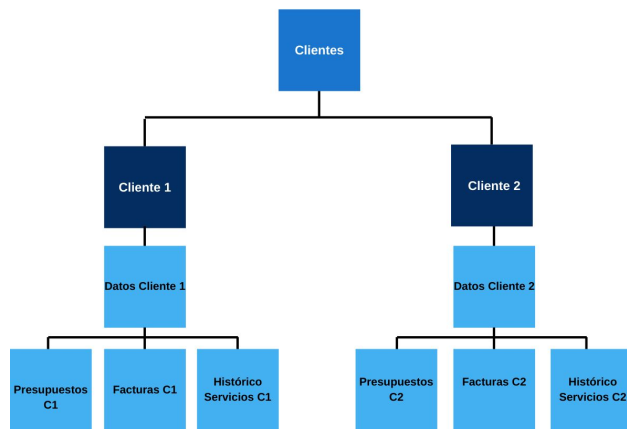 Clientes
Cliente 1
Cliente 2
Datos Cliente 1
Datos Cliente 2
Presupuestos
C1
Facturas C1
Histórico
Servicios C1
Presupuestos
C2
Facturas C2
Histórico
Servicios C2